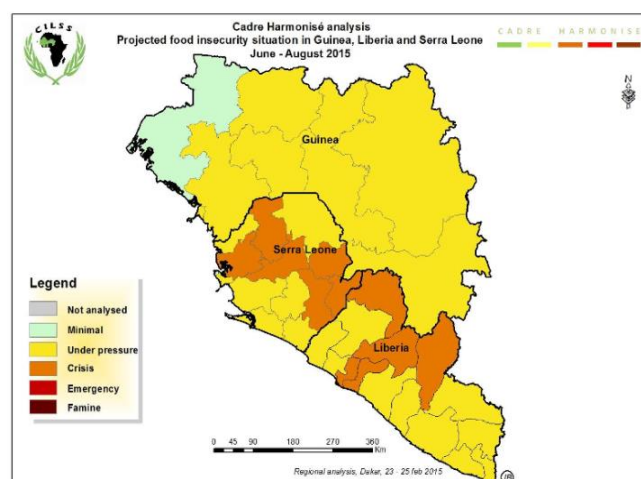 CILSS
Cadre Harmonisé analysis
Projected food insecurity situation in Guinea, Liberia and Serra Leone
June - August 2015
CADRE HARMONISE
N
Guinea
Serra Leone
Liberia
Legend
Not analysed
Minimal
Under pressure
Crisis
Emergency
Famine
0 45 90 180 270 360
Km
Regional analysis, Dakar, 23 - 25 feb 2015